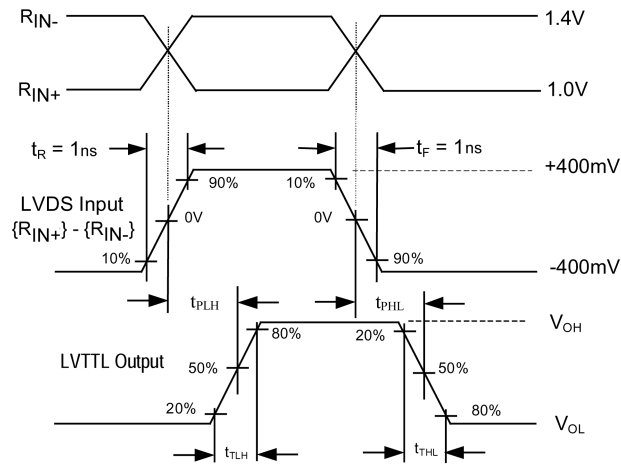 RIN-
1.4V
RIN+
1.0V
tR = 1ns
tF = 1ns
+400mV
90%
10%
LVDS Input
{RIN+} - {RIN-}
0V
0V
10%
90%
-400mV
tPLH
tPHL
VOH
80%
20%
LVTTL Output
50%
50%
20%
80%
VOL
tTLH
tTHL